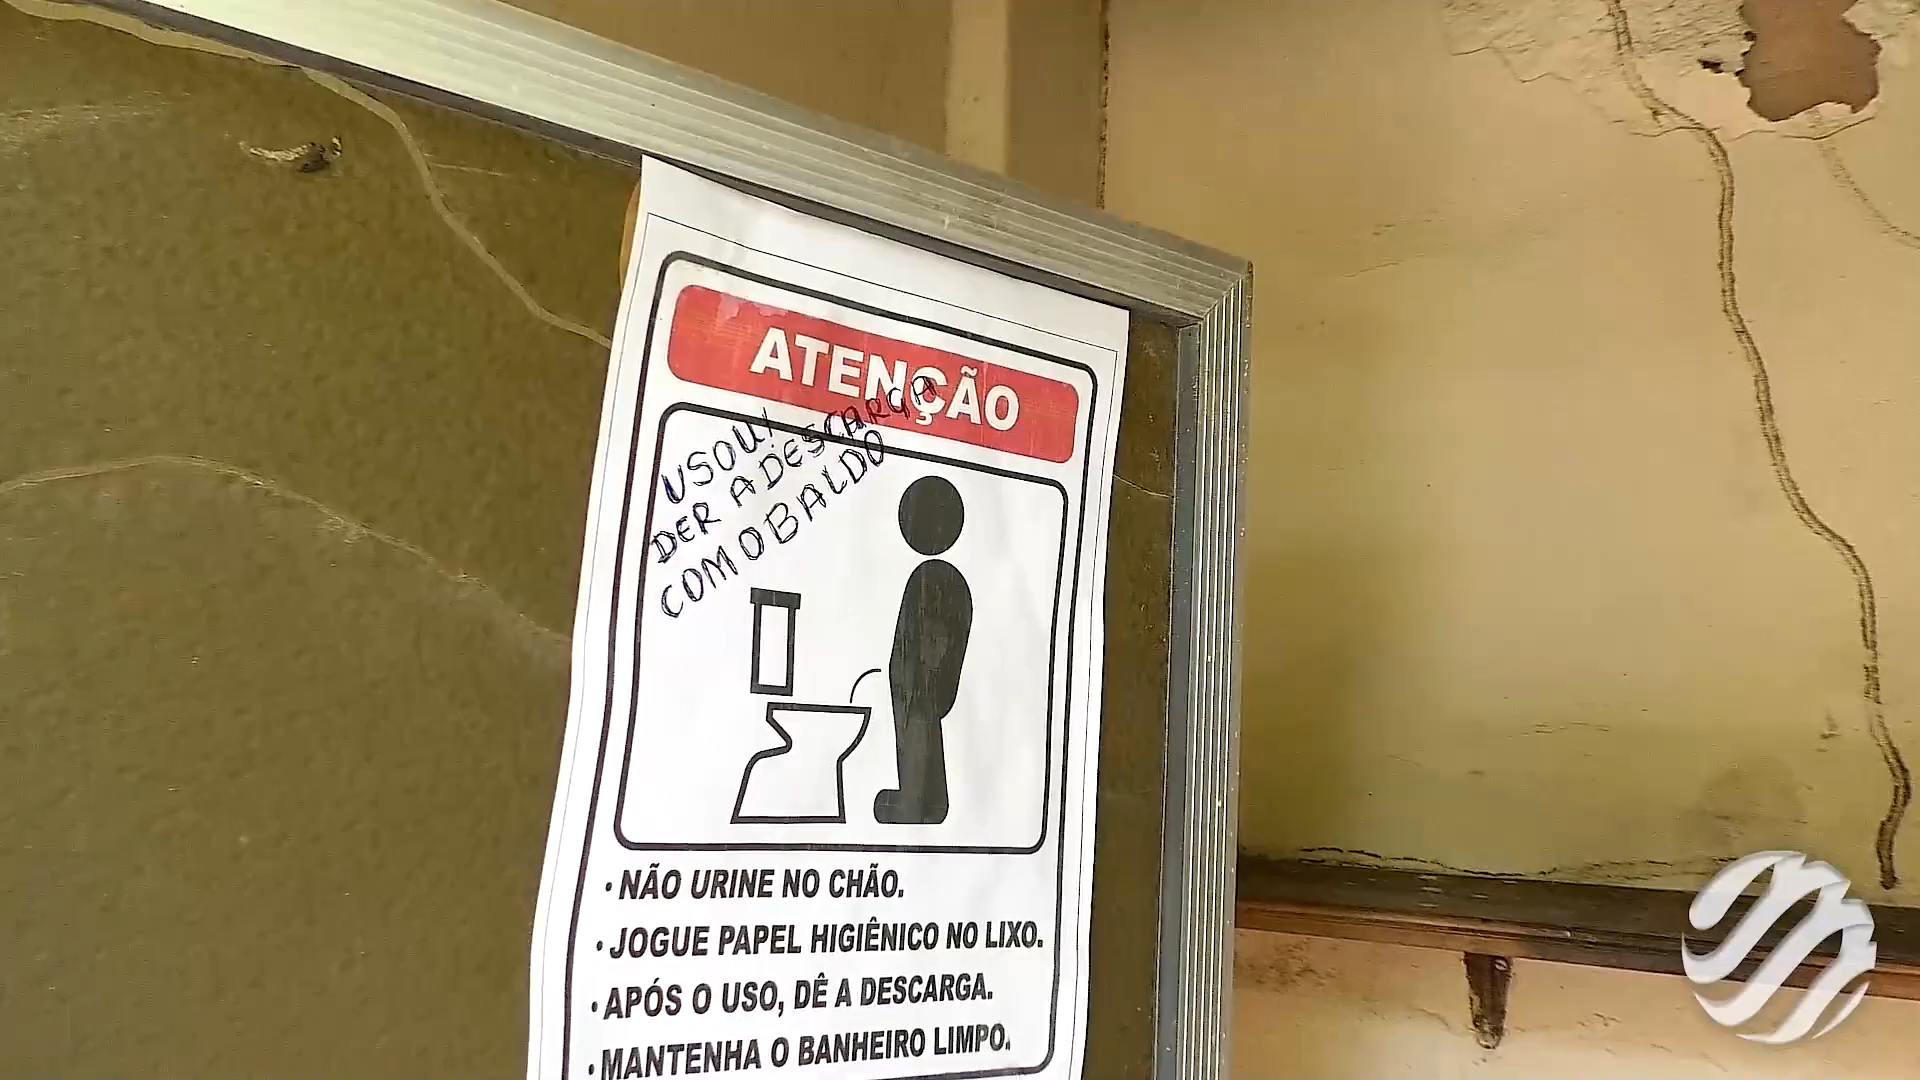 ATENÇÃO
USOU!
DER A DESCARGA
COM O BALDO
• NÃO URINE NO CHÃO.
• JOGUE PAPEL HIGIÊNICO NO LIXO.
• APÓS O USO, DÊ A DESCARGA.
• MANTENHA O BANHEIRO LIMPO.